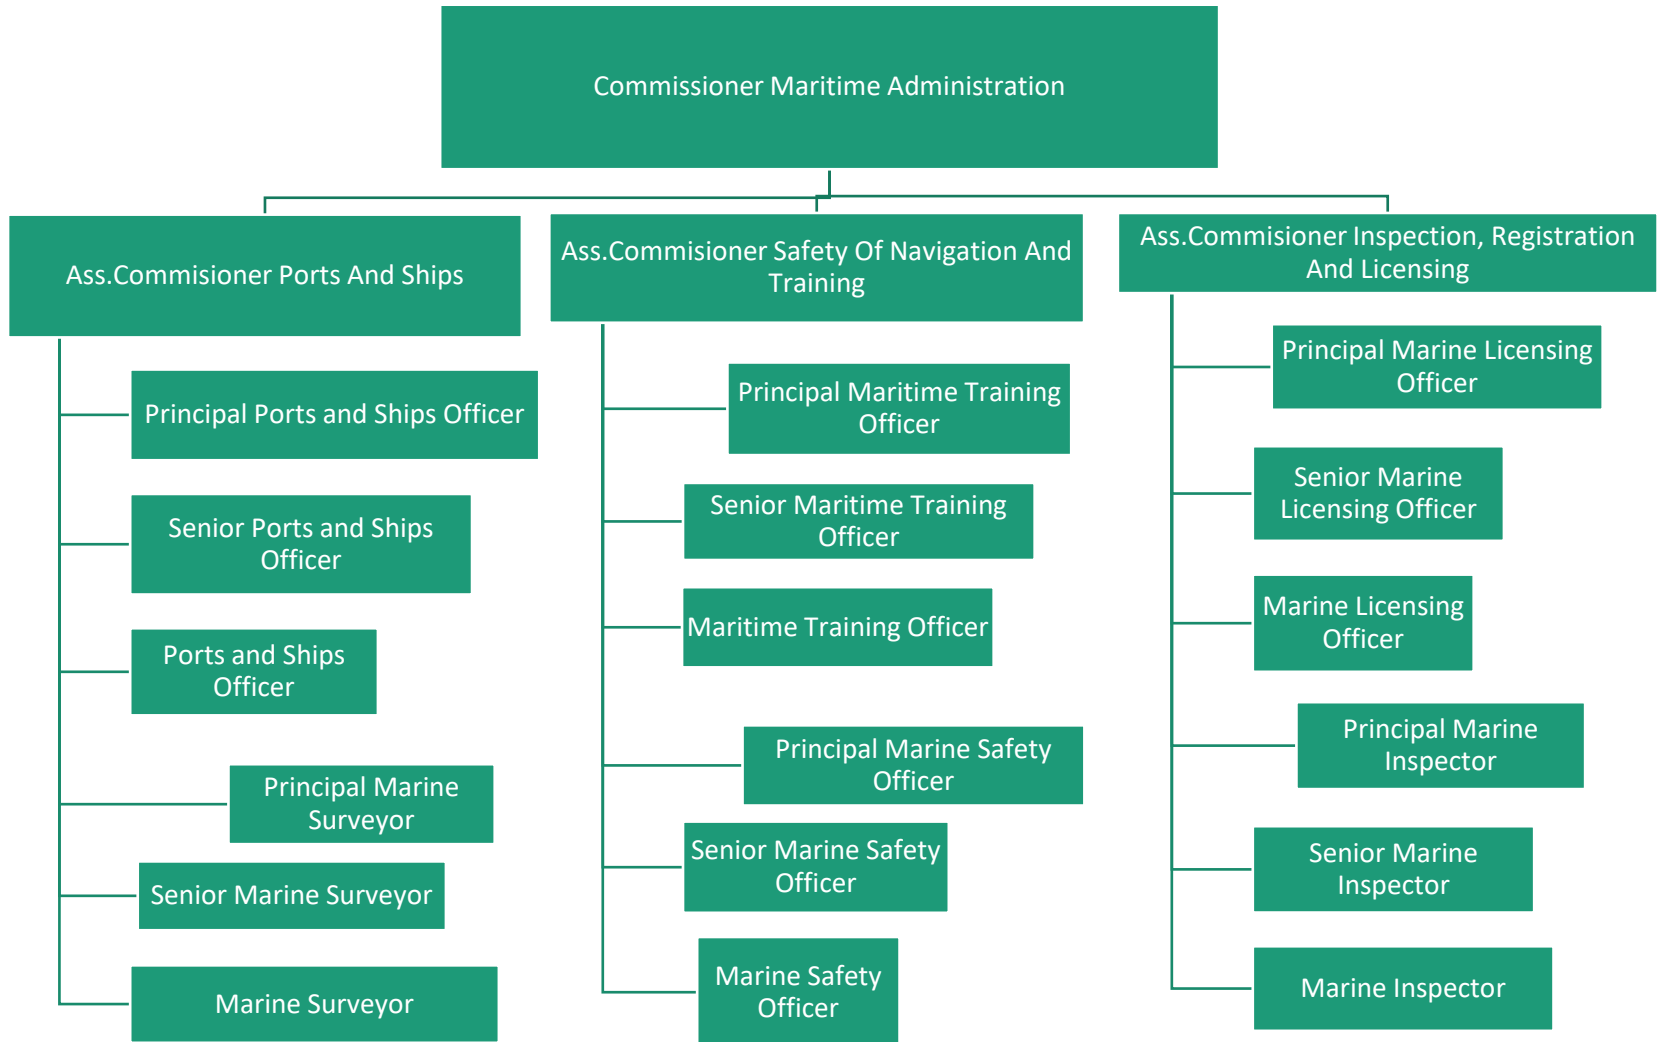 Commissioner Maritime Administration
Ass.Commisioner Ports And Ships
Principal Ports and Ships Officer
Senior Ports and Ships
Officer
Ports and Ships
Officer
Principal Marine
Surveyor
Senior Marine Surveyor
Marine Surveyor
Ass.Commisioner Safety Of Navigation And
Training
Principal Maritime Training
Officer
Senior Maritime Training
Officer
Maritime Training Officer
Principal Marine Safety
Officer
Senior Marine Safety
Officer
Marine Safety
Officer
Ass.Commisioner Inspection, Registration
And Licensing
Principal Marine Licensing
Officer
Senior Marine
Licensing Officer
Marine Licensing
Officer
Principal Marine
Inspector
Senior Marine
Inspector
Marine Inspector